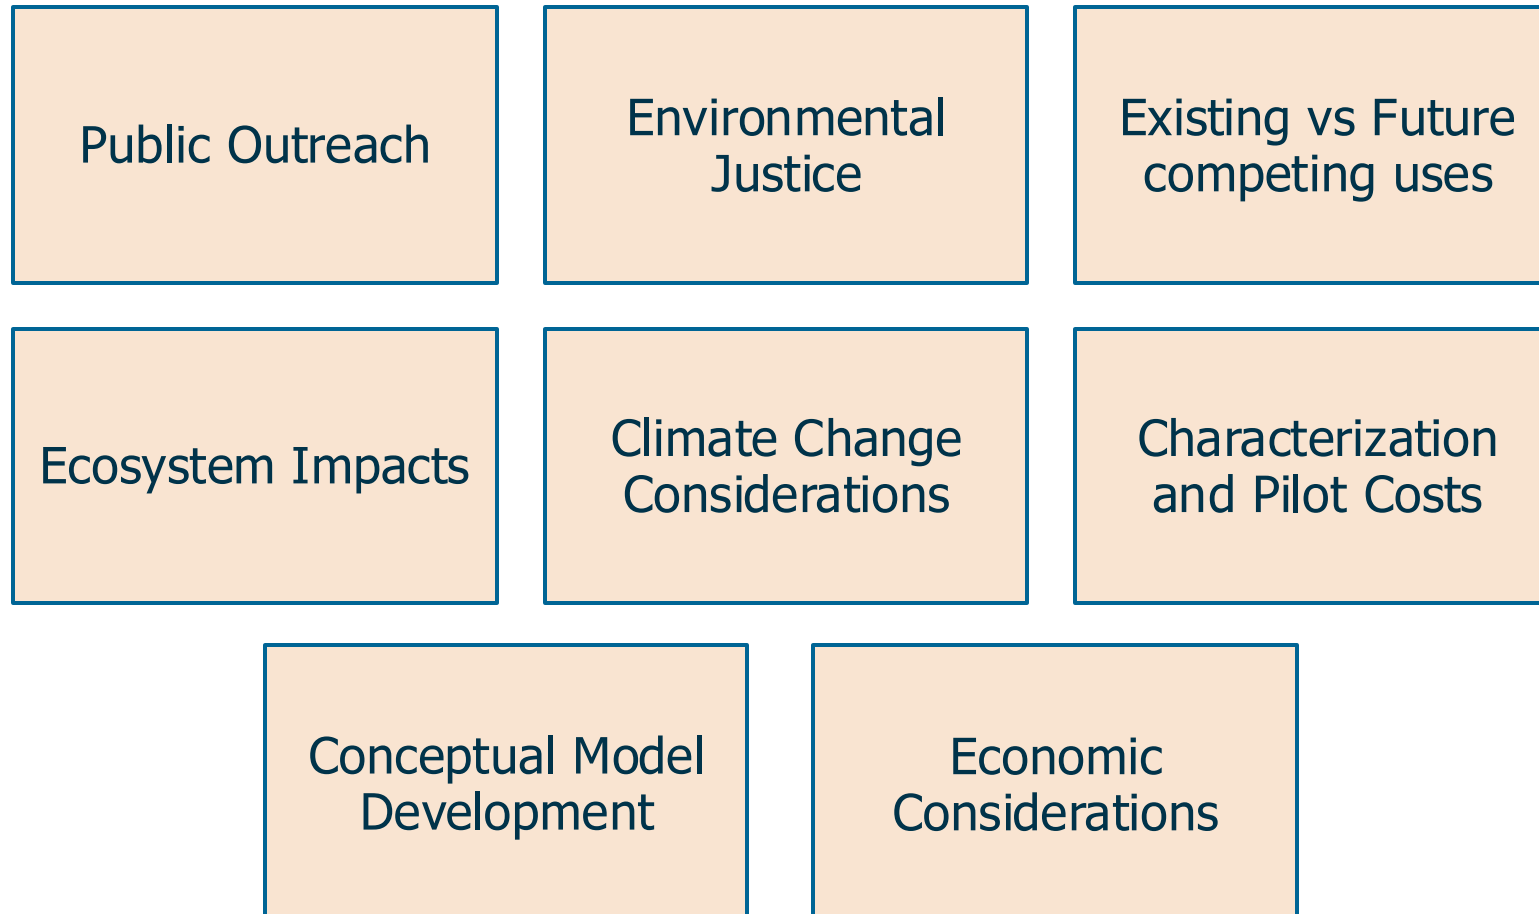 Public Outreach
Environmental
Justice
Existing vs Future
competing uses
Ecosystem Impacts
Climate Change
Considerations
Characterization
and Pilot Costs
Conceptual Model
Development
Economic
Considerations